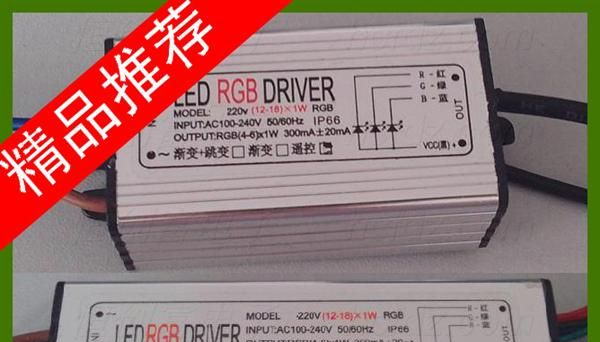 精品推荐
LED RGB DRIVER
MODEL: 220v (12-18)×1W RGB
INPUT:AC100-240V 50/60Hz IP66
OUTPUT:RGB(4-6)x1W 300mA±20mA
～ 渐变+跳变 □ 渐变 □ 遥控
R - 红
G - 绿
B - 蓝
VCC(黑) +
OUT
LED RGB DRIVER
MODEL -220V (12-18)×1W RGB
INPUT:AC100-240V 50/60Hz IP66
R - 红
G - 绿
B - 蓝
IN
OUT